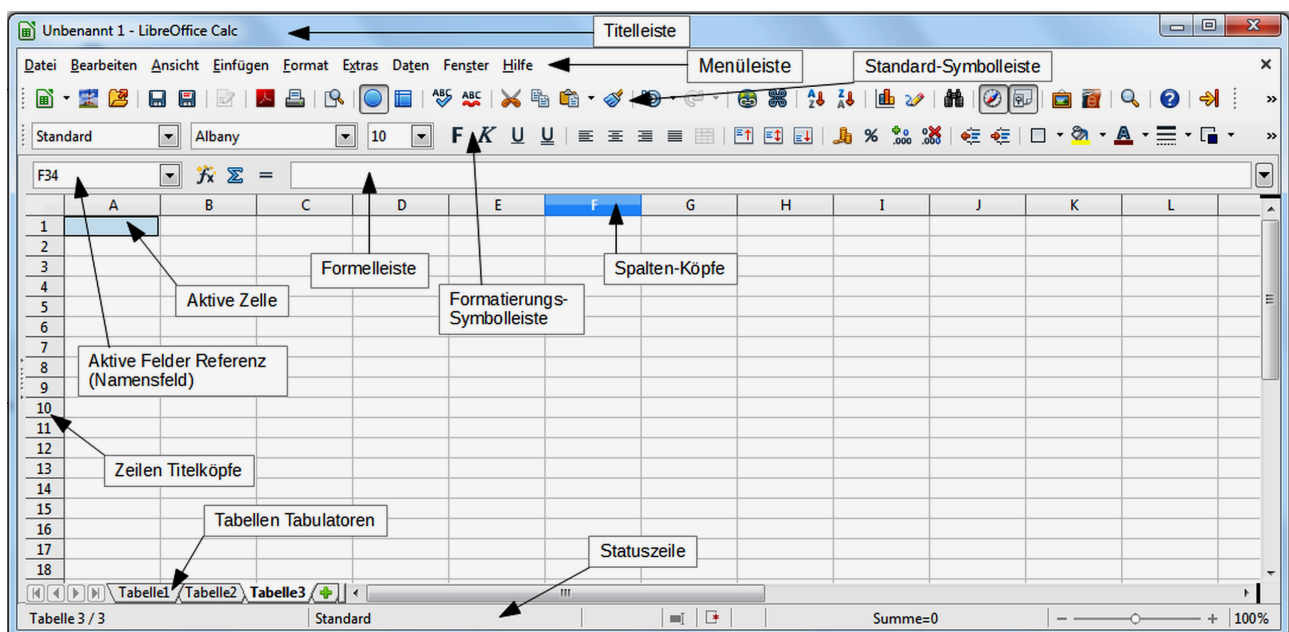 Unbenannt 1 - LibreOffice Calc
Titelleiste
Datei Bearbeiten Ansicht Einfügen Format Extras Daten Fenster Hilfe
Menüleiste
Standard-Symbolleiste
Standard
Albany
10
F K U U
F34
A B C D E F G H I J K L
1
2
3
Formelleiste
Spalten-Köpfe
4
5
Aktive Zelle
Formatierungs-
Symbolleiste
6
7
8
Aktive Felder Referenz
(Namensfeld)
9
10
11
12
13
Zeilen Titelköpfe
14
15
Tabellen Tabulatoren
16
17
Statuszeile
18
Tabelle1 Tabelle2 Tabelle3
Tabelle 3 / 3 Standard Summe=0 100%